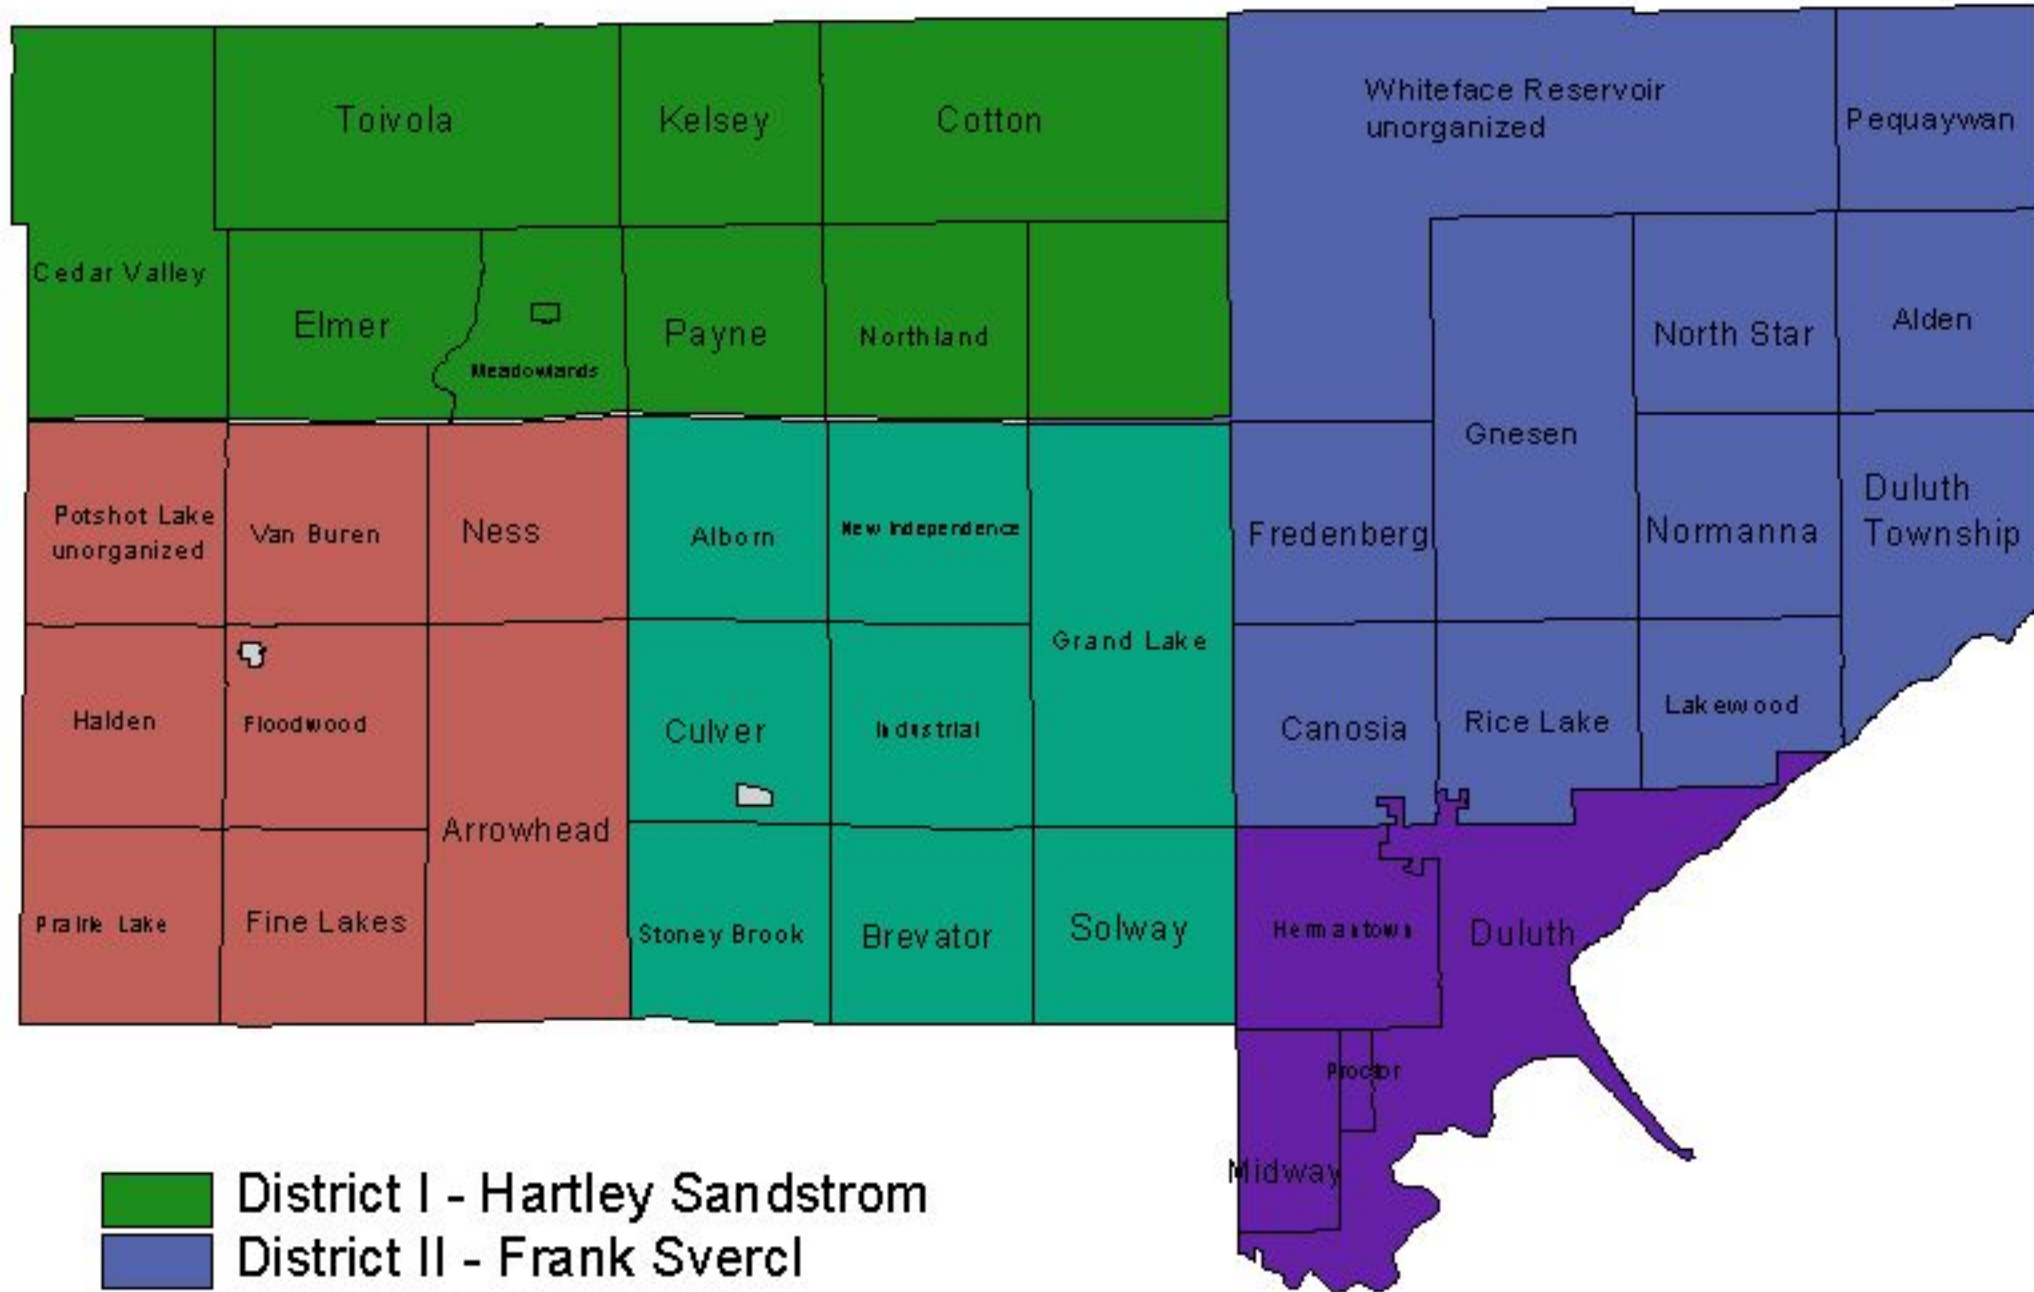 Toivola
Kelsey
Cotton
Whiteface Reservoir
unorganized
Pequaywan
Cedar Valley
Elmer
Meadowlands
Payne
Northland
North Star
Alden
Gnesen
Potshot Lake
unorganized
Van Buren
Ness
Alborn
New Independence
Fredenberg
Normanna
Duluth
Township
Grand Lake
Halden
Floodwood
Culver
Industrial
Canosia
Rice Lake
Lakewood
Arrowhead
Prairie Lake
Fine Lakes
Stoney Brook
Brevator
Solway
Hermantown
Duluth
Proctor
Midway
District I - Hartley Sandstrom
District II - Frank Svercl